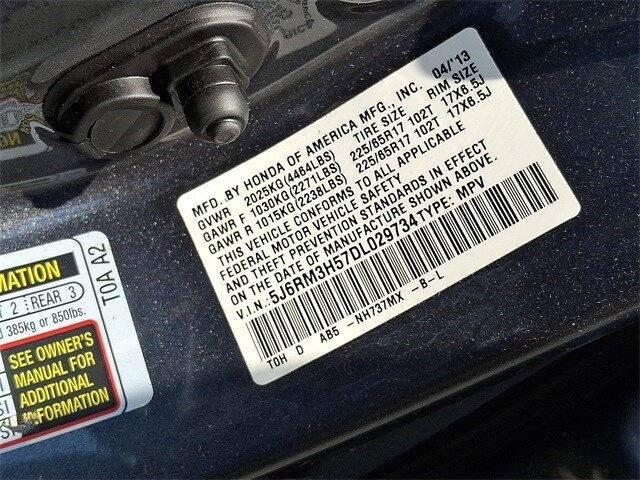 MFD. BY HONDA OF AMERICA MFG., INC. 04/'13
GVWR 2025KG(4464LBS) TIRE SIZE RIM SIZE
GAWR F 1030KG(2271LBS) 225/65R17 102T 17X6.5J
GAWR R 1015KG(2238LBS) 225/65R17 102T 17X6.5J
THIS VEHICLE CONFORMS TO ALL APPLICABLE
FEDERAL MOTOR VEHICLE SAFETY
AND THEFT PREVENTION STANDARDS IN EFFECT
ON THE DATE OF MANUFACTURE SHOWN ABOVE.
V.I.N.:5J6RM3H57DL029734 TYPE: MPV
T0H D AB5 -NH737MX -B-L
MATION
T 2 REAR 3
d 385kg or 850lbs.
T0A A2
SEE OWNER'S
MANUAL FOR
ADDITIONAL
INFORMATION